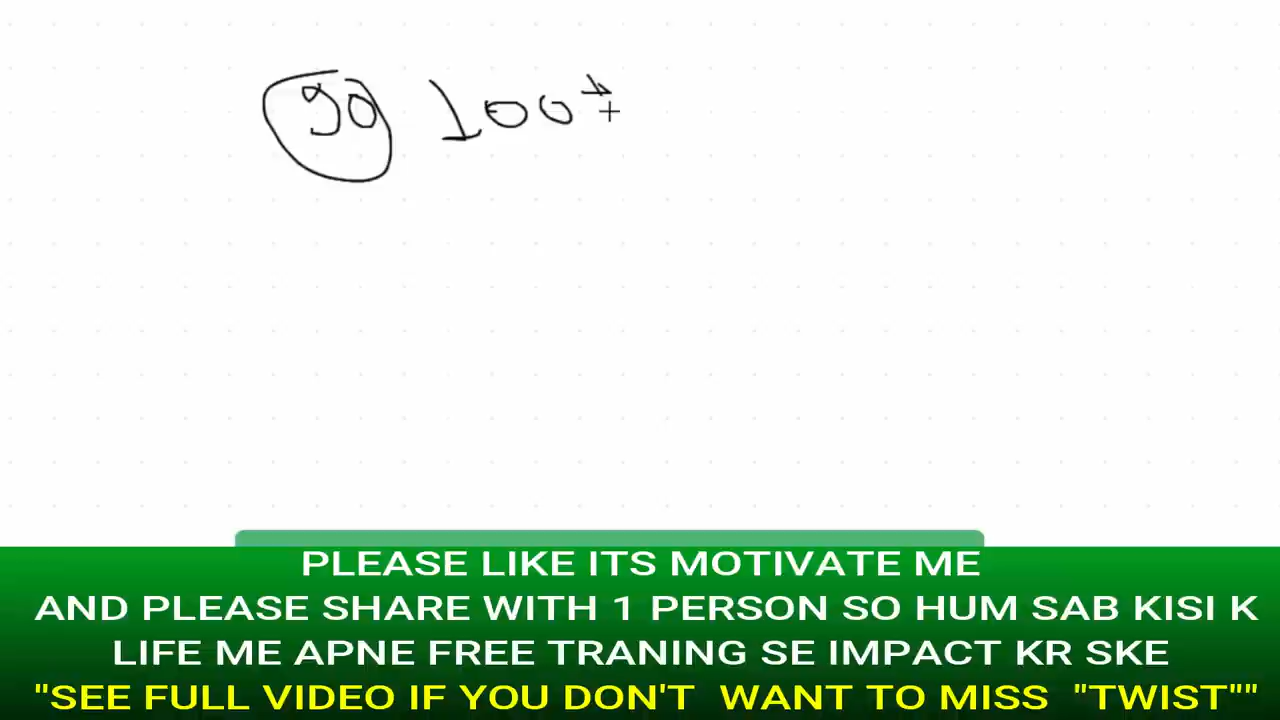 90 100+
PLEASE LIKE ITS MOTIVATE ME
AND PLEASE SHARE WITH 1 PERSON SO HUM SAB KISI K
LIFE ME APNE FREE TRANING SE IMPACT KR SKE
"SEE FULL VIDEO IF YOU DON'T WANT TO MISS "TWIST""